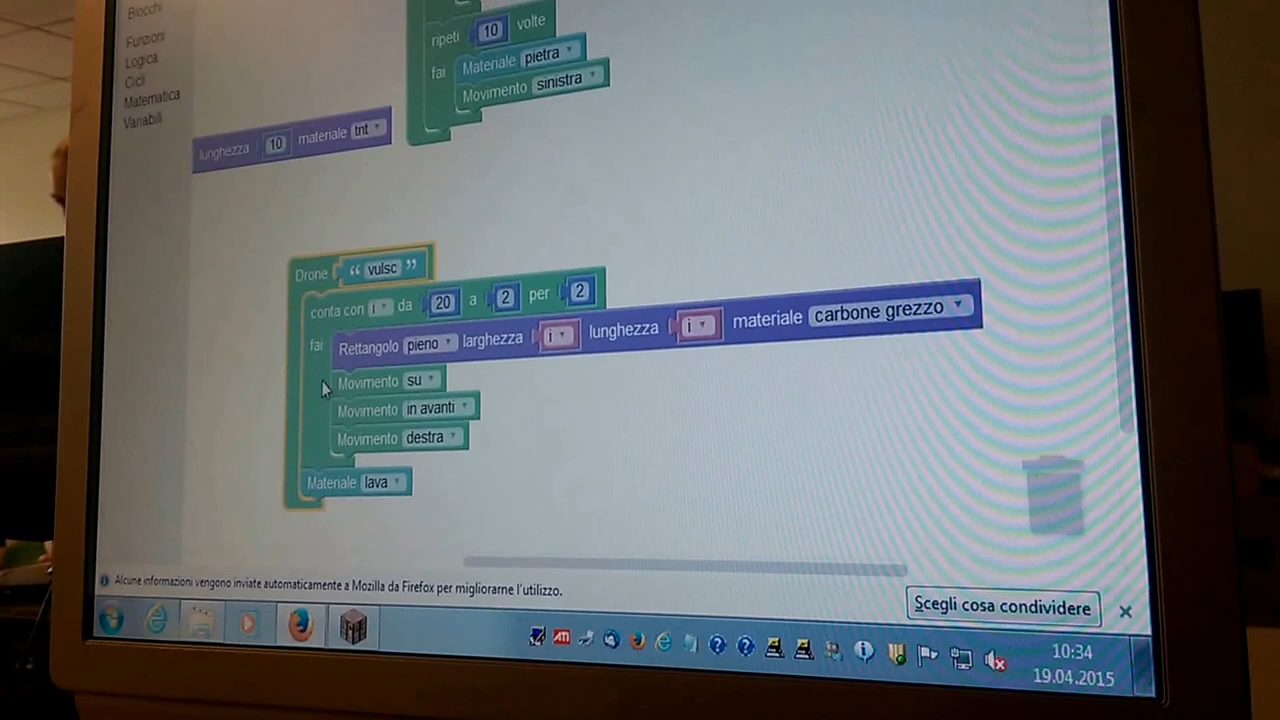 Blocchi
Funzioni
Logica
Cicli
Matematica
Variabili
ripeti 10 volte
fai Materiale pietra
Movimento sinistra
lunghezza 10 materiale tnt
Drone “ vulsc ”
conta con i da 20 a 2 per 2
fai Rettangolo pieno larghezza i lunghezza i materiale carbone grezzo
Movimento su
Movimento in avanti
Movimento destra
Materiale lava
Alcune informazioni vengono inviate automaticamente a Mozilla da Firefox per migliorarne l'utilizzo.
Scegli cosa condividere
ATI
10:34
19.04.2015